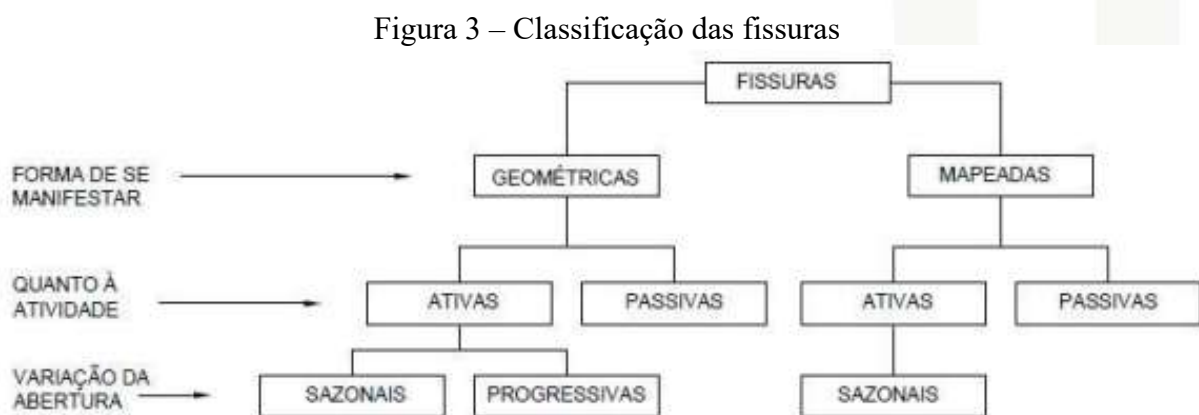 Figura 3 – Classificação das fissuras
FISSURAS
FORMA DE SE
MANIFESTAR
GEOMÉTRICAS
MAPEADAS
QUANTO À
ATIVIDADE
ATIVAS
PASSIVAS
ATIVAS
PASSIVAS
VARIAÇÃO DA
ABERTURA
SAZONAIS
PROGRESSIVAS
SAZONAIS